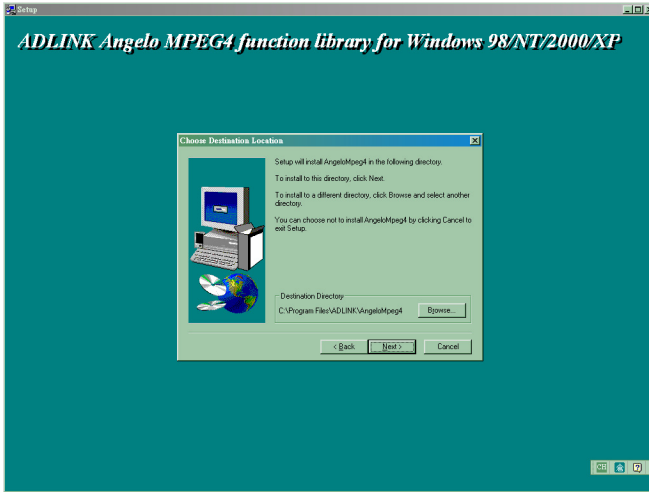 Setup
ADLINK Angelo MPEG4 function library for Windows 98/NT/2000/XP
Choose Destination Location
Setup will install AngeloMpeg4 in the following directory.
To install to this directory, click Next.
To install to a different directory, click Browse and select another
directory.
You can choose not to install AngeloMpeg4 by clicking Cancel to
exit Setup.
Destination Directory
C:\Program Files\ADLINK\AngeloMpeg4
Browse...
< Back
Next >
Cancel